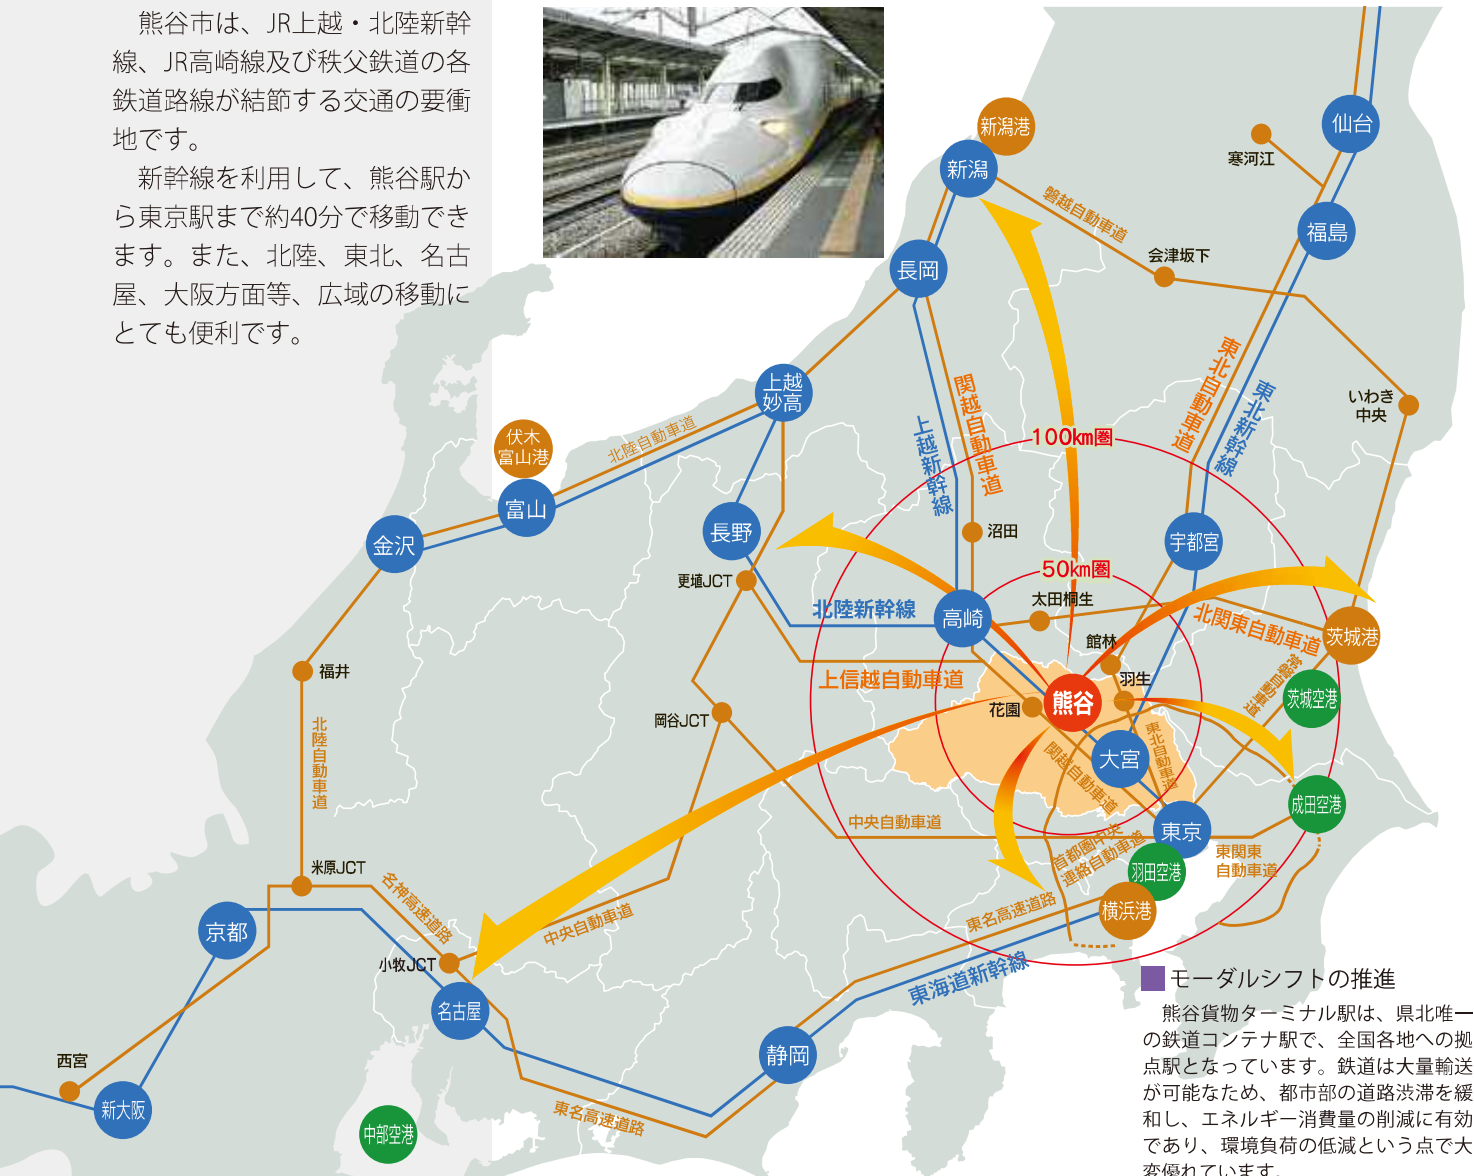 熊谷市は、JR上越・北陸新幹
線、JR高崎線及び秩父鉄道の各
鉄道路線が結節する交通の要衝
地です。
新幹線を利用して、熊谷駅か
ら東京駅まで約40分で移動でき
ます。また、北陸、東北、名古
屋、大阪方面等、広域の移動に
とても便利です。
新潟港
仙台
寒河江
新潟
磐越自動車道
福島
会津坂下
長岡
東北自動車道
東北新幹線
上越
妙高
関越自動車道
上越新幹線
いわき
中央
伏木
富山港
北陸自動車道
100km圏
富山
長野
沼田
宇都宮
金沢
更埴JCT
50km圏
太田桐生
北陸新幹線
高崎
北関東自動車道
茨城港
館林
常磐自動車道
福井
上信越自動車道
羽生
茨城空港
花園
熊谷
岡谷JCT
北陸自動車道
関越自動車道
大宮
東北自動車道
成田空港
中央自動車道
東京
首都圏中央
連絡自動車道
東関東
自動車道
羽田空港
米原JCT
名神高速道路
横浜港
京都
中央自動車道
東名高速道路
小牧JCT
東海道新幹線
名古屋
静岡
西宮
新大阪
東名高速道路
中部空港
モーダルシフトの推進
熊谷貨物ターミナル駅は、県北唯一
の鉄道コンテナ駅で、全国各地への拠
点駅となっています。鉄道は大量輸送
が可能なため、都市部の道路渋滞を緩
和し、エネルギー消費量の削減に有効
であり、環境負荷の低減という点で大
変優れています。